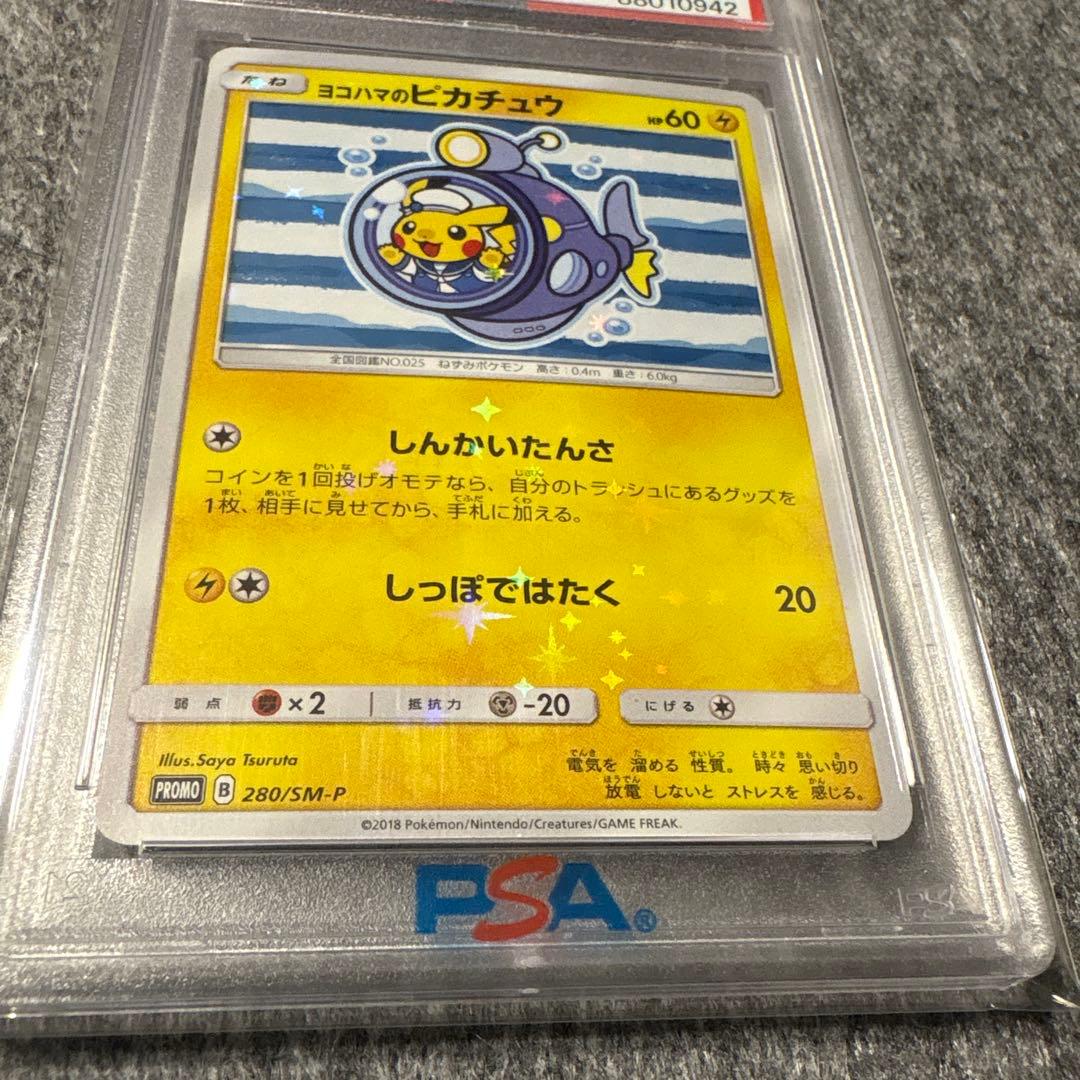 88010942
たね ヨコハマのピカチュウ HP60
全国図鑑NO.025 ねずみポケモン 高さ:0.4m 重さ:6.0kg
しんかいたんさ
コインを1回投げオモテなら、自分のトラッシュにあるグッズを
1枚、相手に見せてから、手札に加える。
しっぽではたく 20
弱点 ×2 抵抗力 -20 にげる
Illus.Saya Tsuruta
PROMO B 280/SM-P
電気を 溜める 性質。 時々 思い切り
放電 しないと ストレスを 感じる。
©2018 Pokémon/Nintendo/Creatures/GAME FREAK.
PSA®